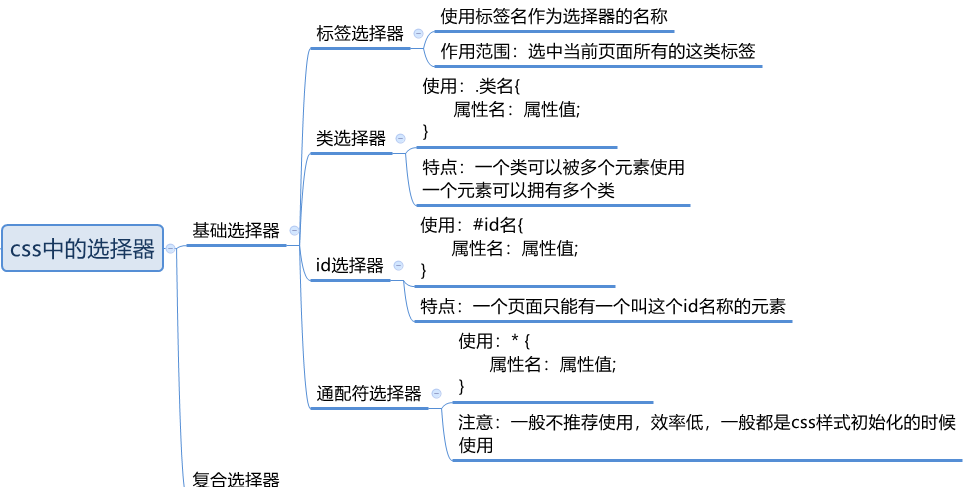 css中的选择器
基础选择器
标签选择器
使用标签名作为选择器的名称
作用范围：选中当前页面所有的这类标签
类选择器
使用：.类名{
属性名：属性值;
}
特点：一个类可以被多个元素使用
一个元素可以拥有多个类
id选择器
使用：#id名{
属性名：属性值;
}
特点：一个页面只能有一个叫这个id名称的元素
通配符选择器
使用：* {
属性名：属性值;
}
注意：一般不推荐使用，效率低，一般都是css样式初始化的时候
使用
复合选择器